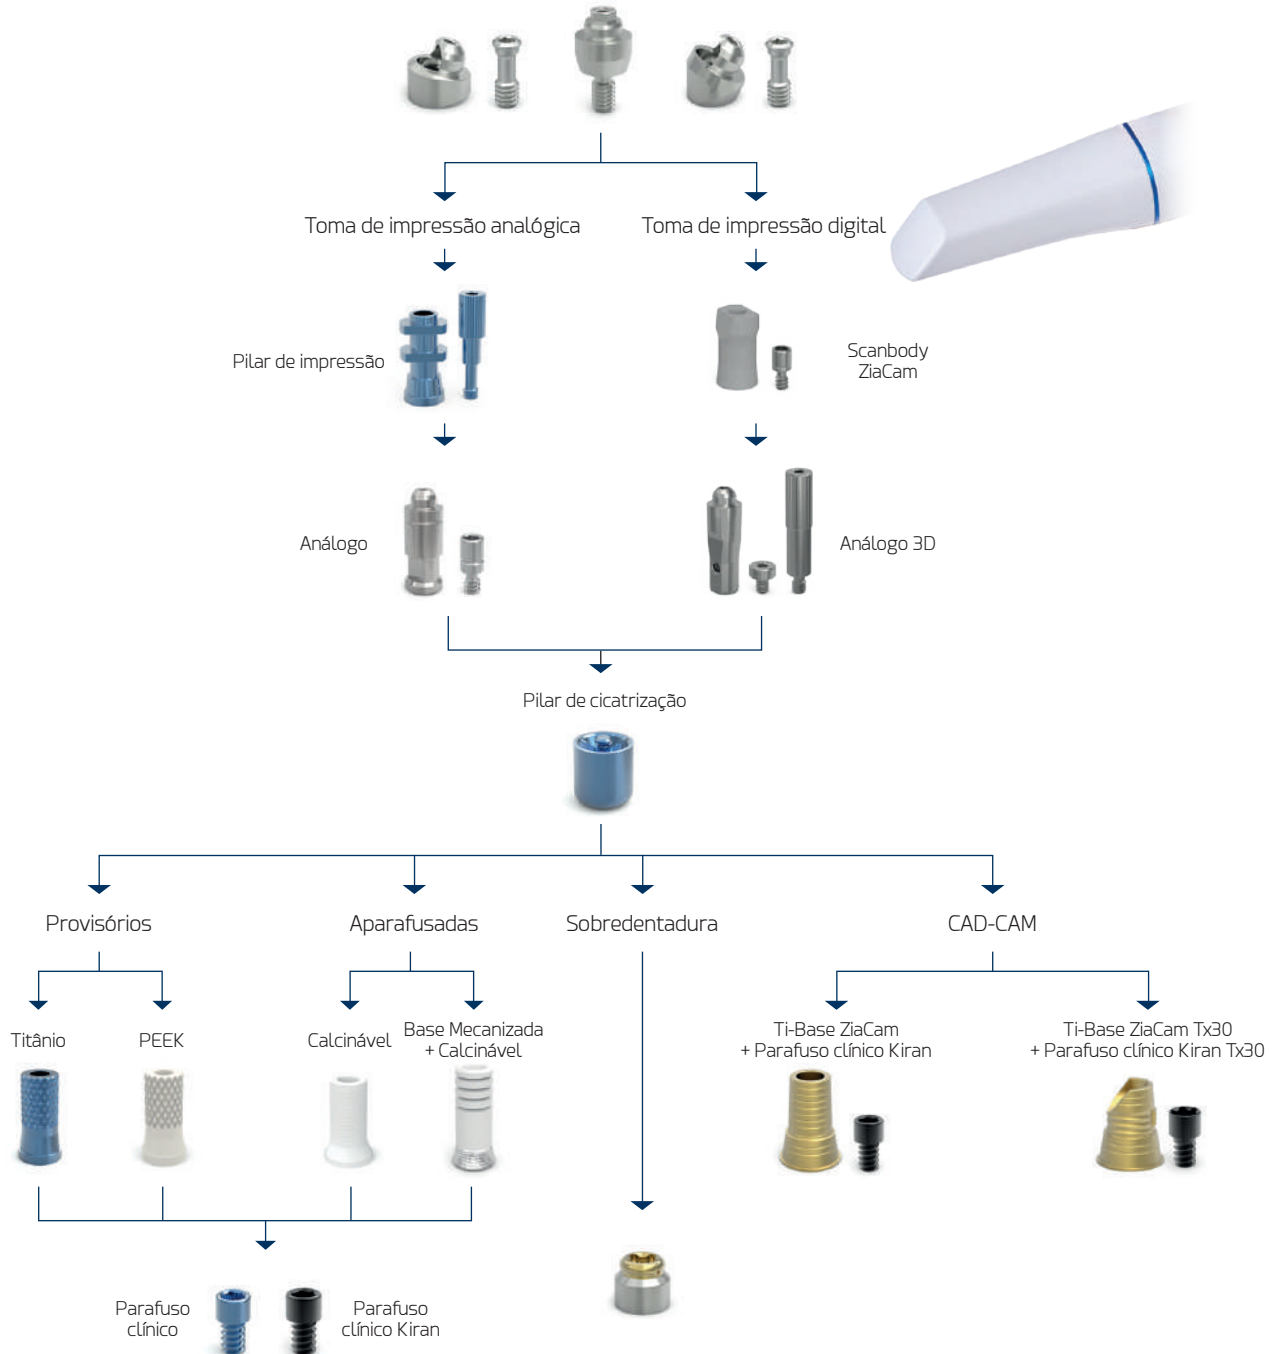 Toma de impressão analógica
Toma de impressão digital
Pilar de impressão
Scanbody
ZiaCam
Análogo
Análogo 3D
Pilar de cicatrização
Provisórios
Aparafusadas
Sobredentadura
CAD-CAM
Titânio
PEEK
Calcinável
Base Mecanizada
+ Calcinável
Ti-Base ZiaCam
+ Parafuso clínico Kiran
Ti-Base ZiaCam Tx30
+ Parafuso clínico Kiran Tx30
Parafuso
clínico
Parafuso
clínico Kiran